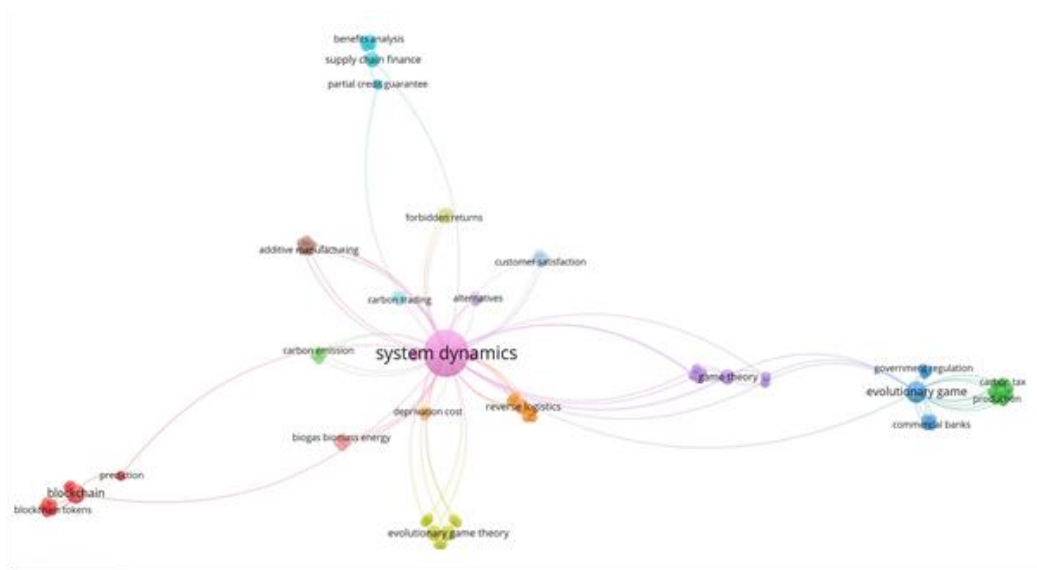 benefits analysis
supply chain finance
partial credit guarantee
forbidden returns
additive manufacturing
customer satisfaction
carbon trading
alternatives
carbon emission
system dynamics
government regulation
game theory
carbon tax
evolutionary game
production
deprivation cost
reverse logistics
commercial banks
biogas biomass energy
prediction
blockchain
blockchain tokens
evolutionary game theory